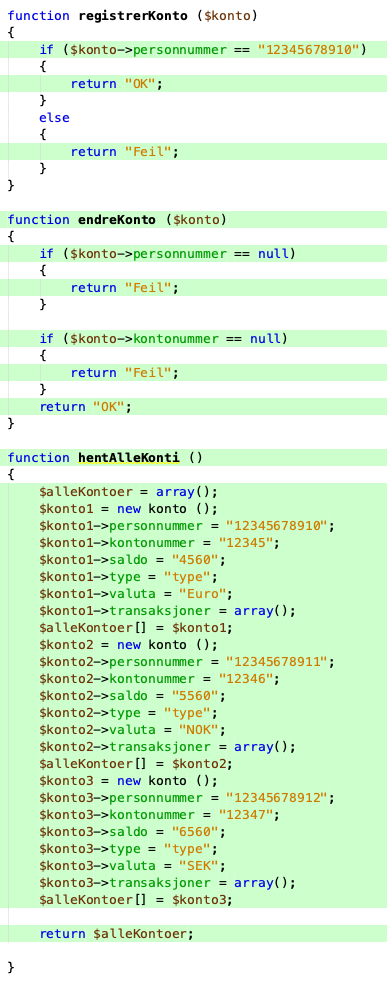 function registrerKonto ($konto)
{
    if ($konto->personnummer == "12345678910")
    {
        return "OK";
    }
    else
    {
        return "Feil";
    }
}

function endreKonto ($konto)
{
    if ($konto->personnummer == null)
    {
        return "Feil";
    }

    if ($konto->kontonummer == null)
    {
        return "Feil";
    }
    return "OK";
}

function hentAlleKonti ()
{
    $alleKontoer = array();
    $konto1 = new konto ();
    $konto1->personnummer = "12345678910";
    $konto1->kontonummer = "12345";
    $konto1->saldo = "4560";
    $konto1->type = "type";
    $konto1->valuta = "Euro";
    $konto1->transaksjoner = array();
    $alleKontoer[] = $konto1;
    $konto2 = new konto ();
    $konto2->personnummer = "12345678911";
    $konto2->kontonummer = "12346";
    $konto2->saldo = "5560";
    $konto2->type = "type";
    $konto2->valuta = "NOK";
    $konto2->transaksjoner = array();
    $alleKontoer[] = $konto2;
    $konto3 = new konto ();
    $konto3->personnummer = "12345678912";
    $konto3->kontonummer = "12347";
    $konto3->saldo = "6560";
    $konto3->type = "type";
    $konto3->valuta = "SEK";
    $konto3->transaksjoner = array();
    $alleKontoer[] = $konto3;

    return $alleKontoer;

}